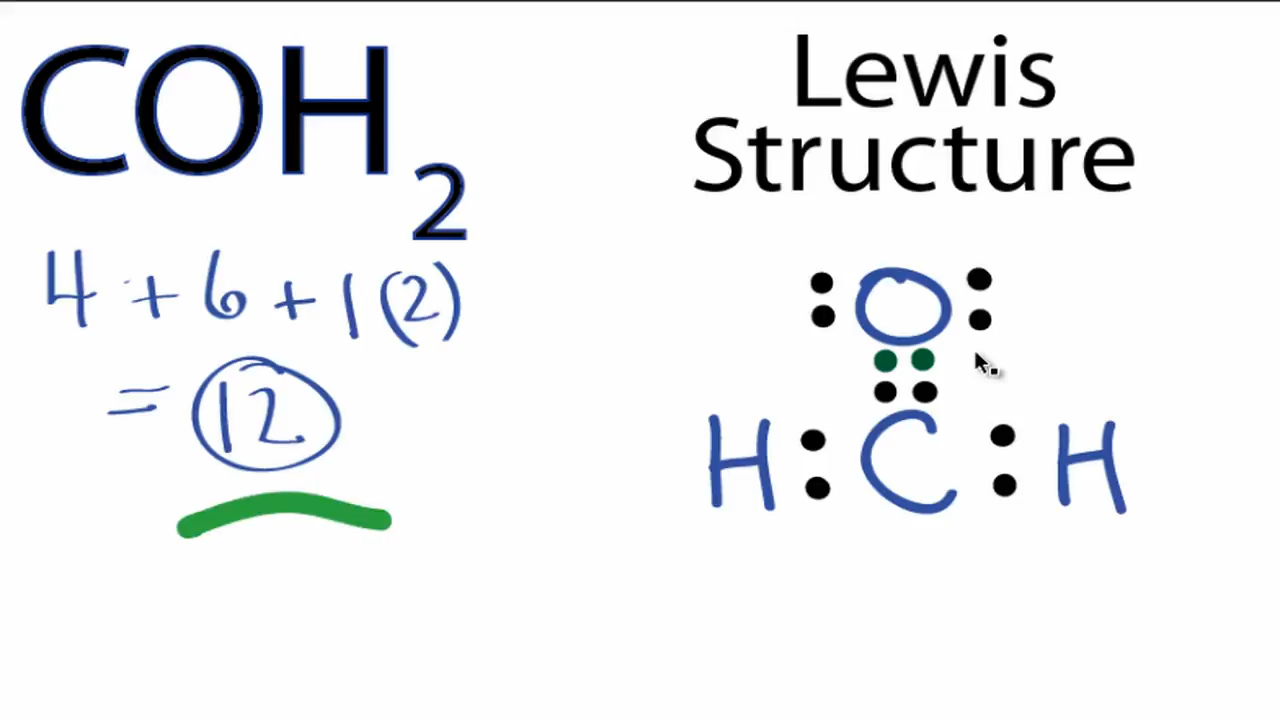 COH₂
4 + 6 + 1(2)
= 12
Lewis
Structure
O
H C H